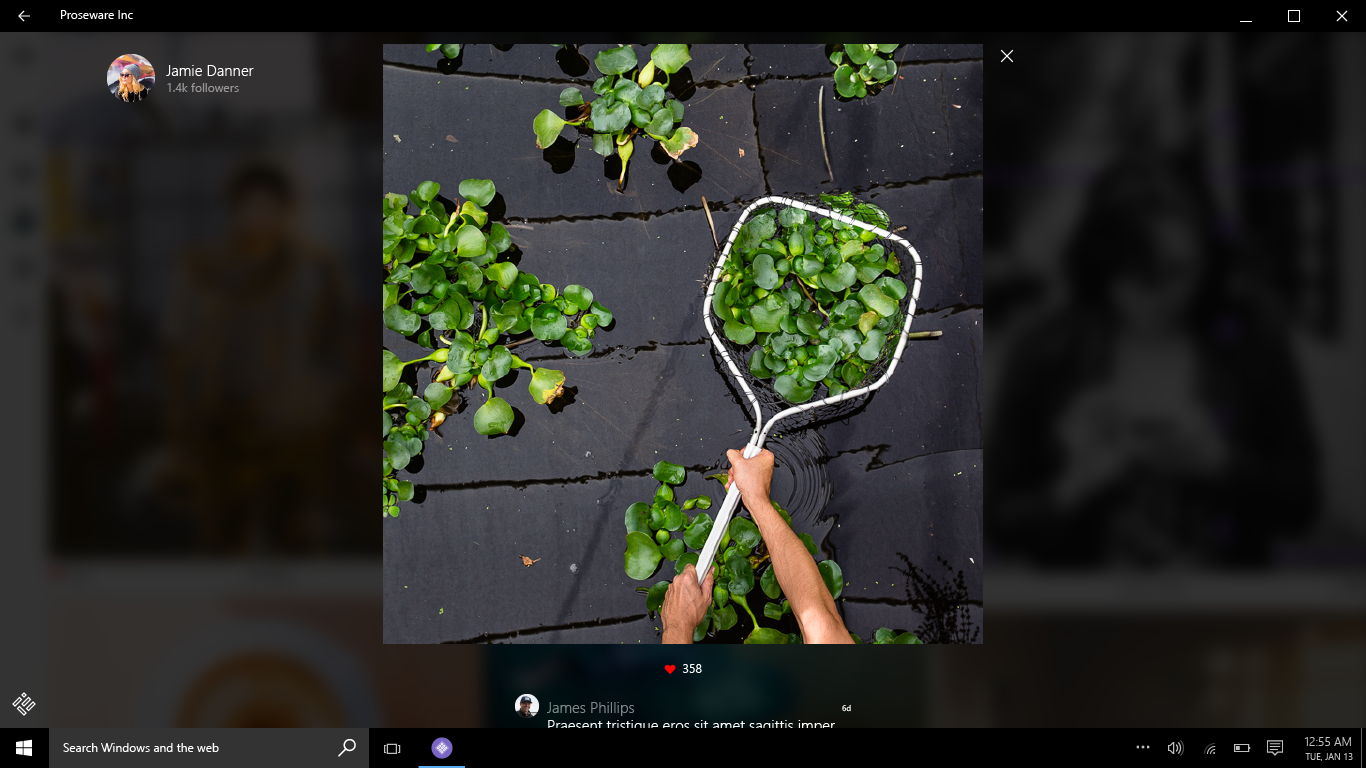 Proseware Inc
Jamie Danner
1.4k followers
358
James Phillips
6d
Praesent tristique eros sit amet sagittis imper
Search Windows and the web
12:55 AM
TUE, JAN 13